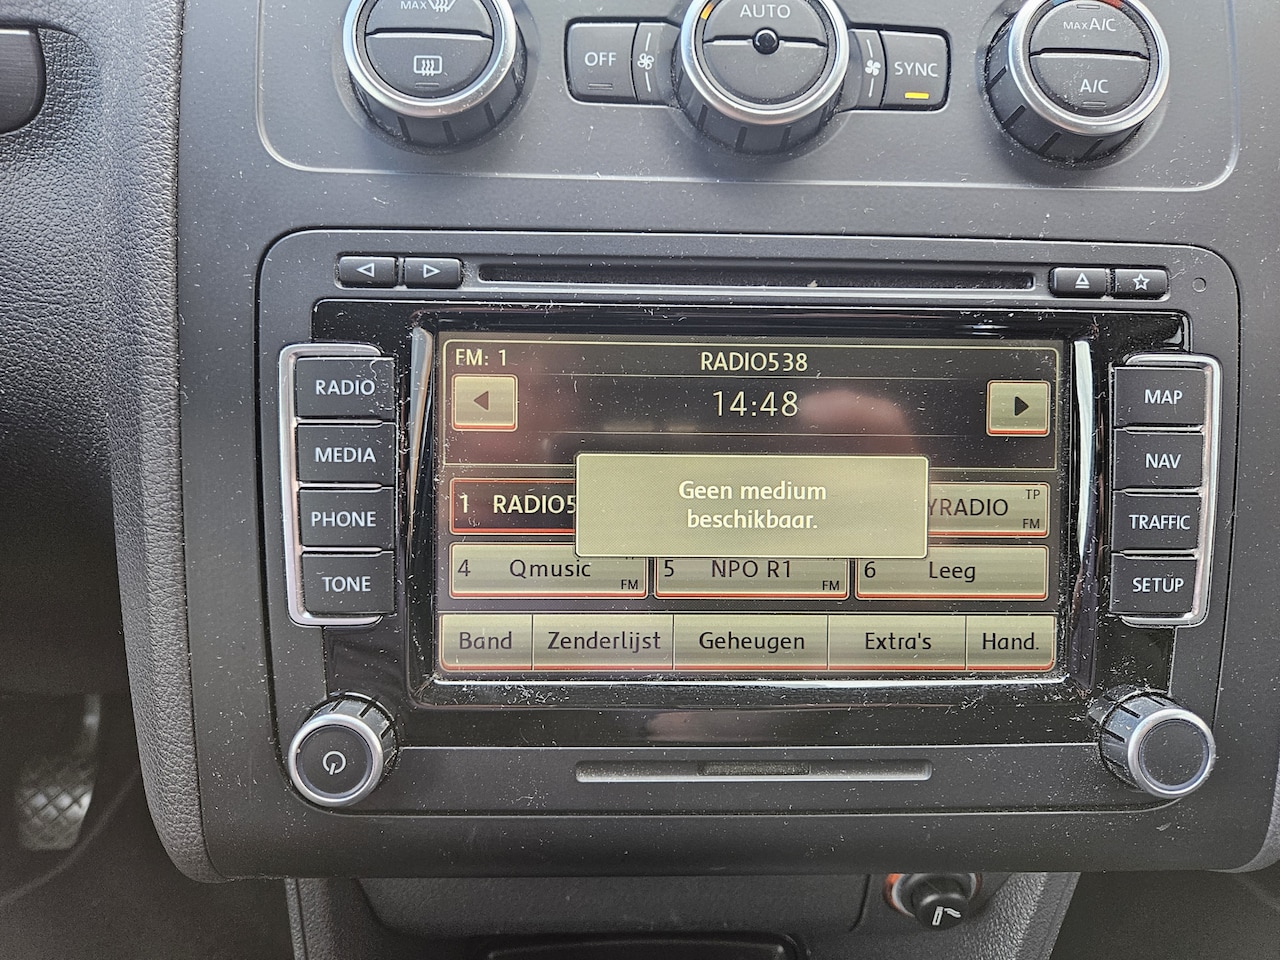 MAX
AUTO
OFF
SYNC
MAX A/C
A/C
RADIO
MEDIA
PHONE
TONE
FM: 1
RADIO538
14:48
Geen medium
beschikbaar.
1 RADIO5
YRADIO
TP
FM
4 Qmusic
FM
5 NPO R1
FM
6 Leeg
Band
Zenderlijst
Geheugen
Extra's
Hand.
MAP
NAV
TRAFFIC
SETUP